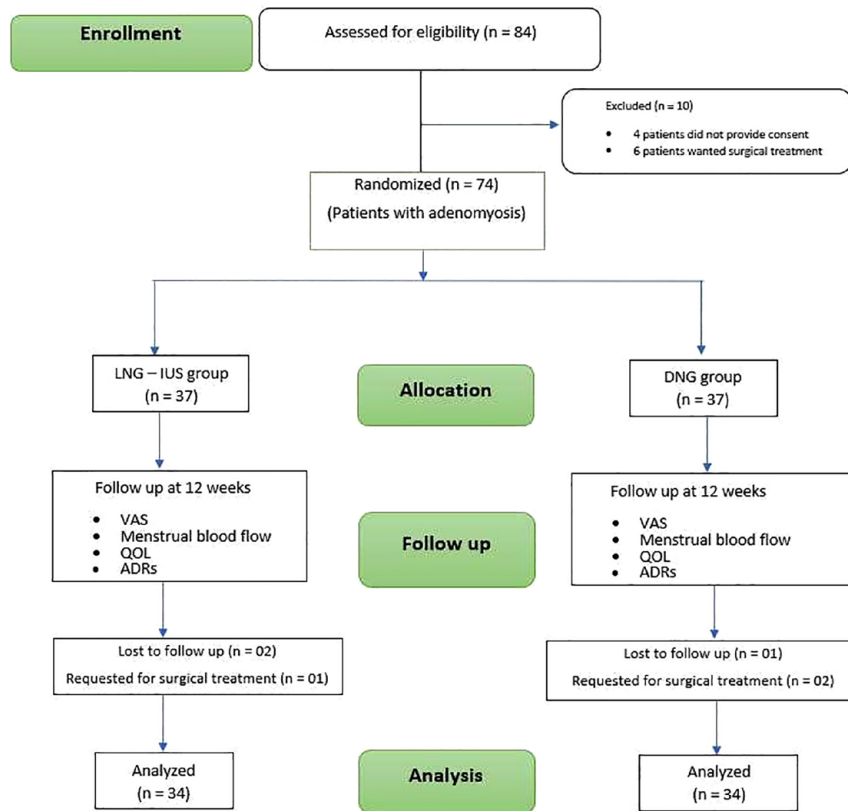 Enrollment
Assessed for eligibility (n = 84)
Excluded (n = 10)
• 4 patients did not provide consent
• 6 patients wanted surgical treatment
Randomized (n = 74)
(Patients with adenomyosis)
LNG – IUS group
(n = 37)
Allocation
DNG group
(n = 37)
Follow up at 12 weeks
• VAS
• Menstrual blood flow
• QOL
• ADRs
Follow up
Follow up at 12 weeks
• VAS
• Menstrual blood flow
• QOL
• ADRs
Lost to follow up (n = 02)
Requested for surgical treatment (n = 01)
Lost to follow up (n = 01)
Requested for surgical treatment (n = 02)
Analyzed
(n = 34)
Analysis
Analyzed
(n = 34)